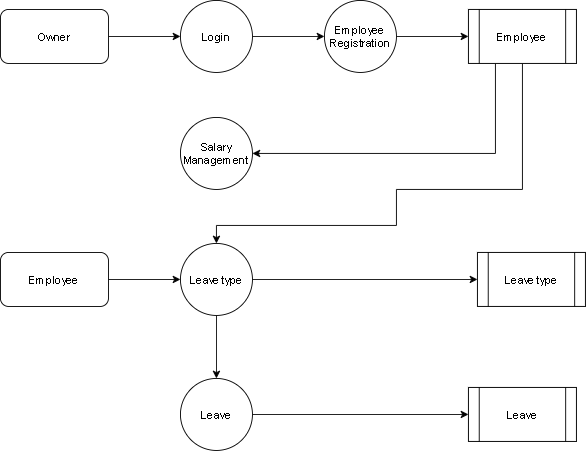 Owner
Login
Employee
Registration
Employee
Salary
Management
Employee
Leave type
Leave type
Leave
Leave